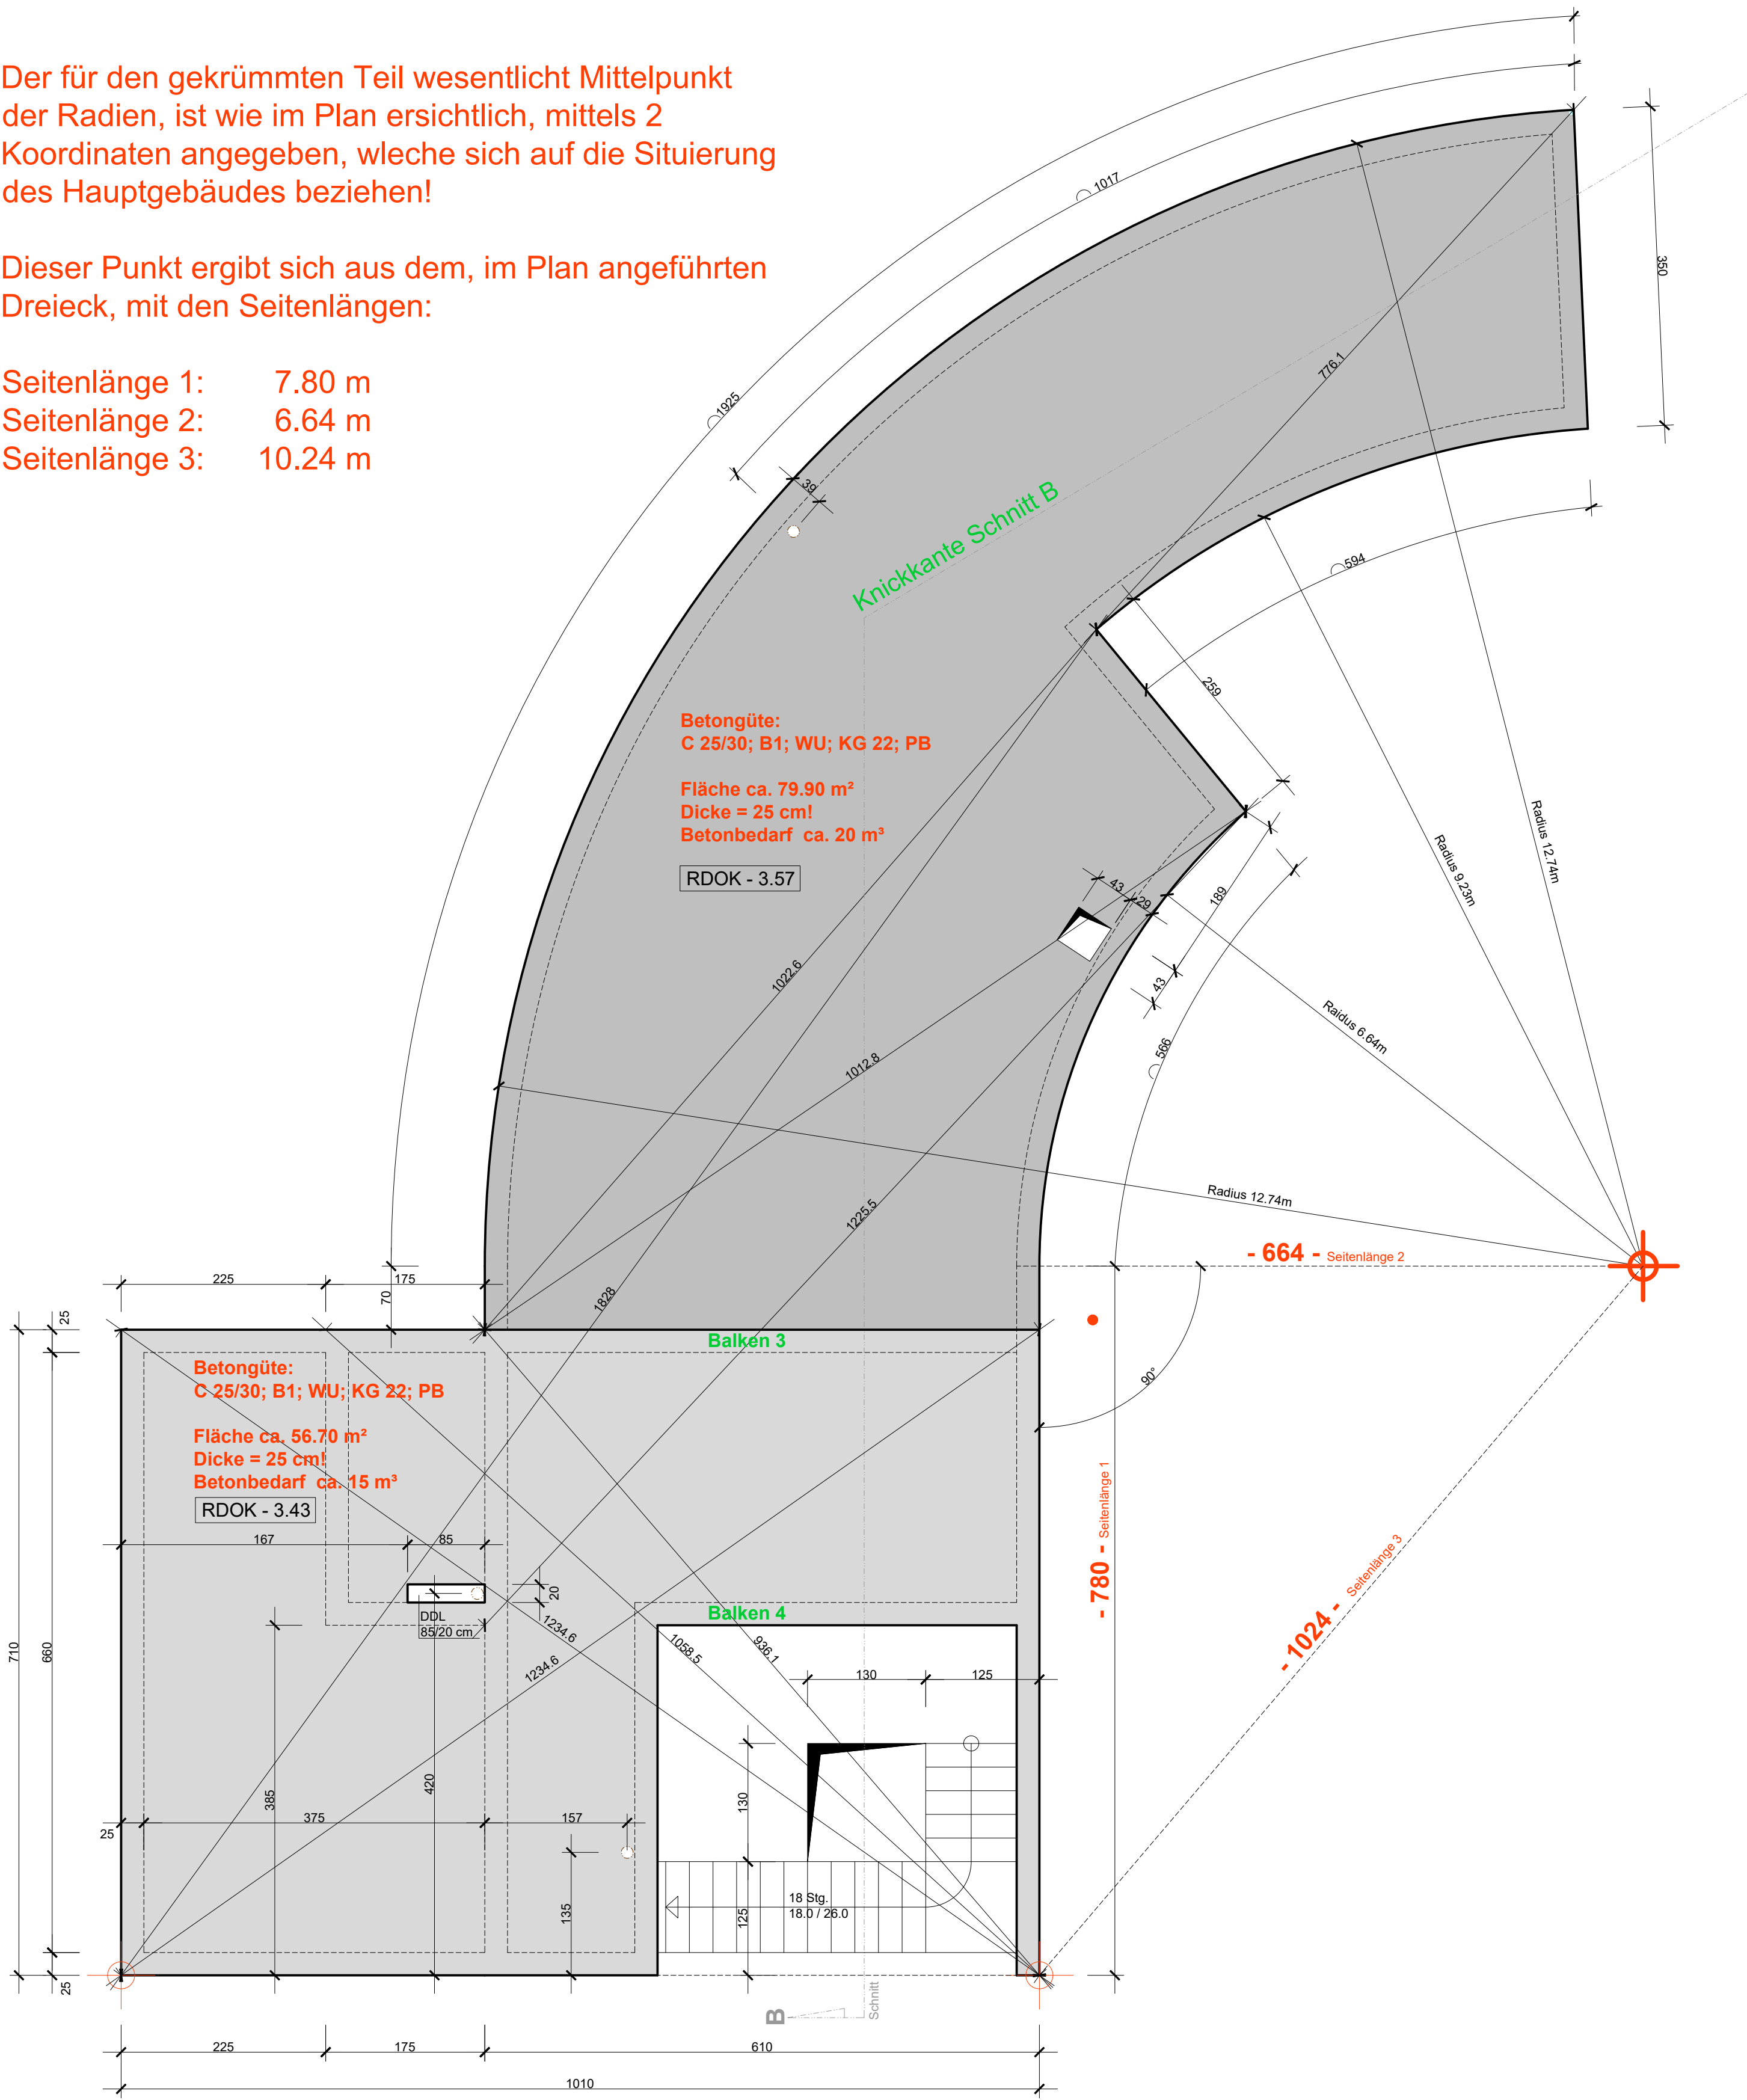 Der für den gekrümmten Teil wesentlicht Mittelpunkt
der Radien, ist wie im Plan ersichtlich, mittels 2
Koordinaten angegeben, wleche sich auf die Situierung
des Hauptgebäudes beziehen!
Dieser Punkt ergibt sich aus dem, im Plan angeführten
Dreieck, mit den Seitenlängen:
Seitenlänge 1: 7.80 m
Seitenlänge 2: 6.64 m
Seitenlänge 3: 10.24 m
1017
350
776.1
1925
39
Knickkante Schnitt B
594
259
Betongüte:
C 25/30; B1; WU; KG 22; PB
Fläche ca. 79.90 m²
Dicke = 25 cm!
Betonbedarf ca. 20 m³
RDOK - 3.57
Radius 12.74m
Radius 9.23m
43
29
189
43
1022.6
Raidus 6.64m
566
1012.8
Radius 12.74m
1225.5
- 664 - Seitenlänge 2
225
175
70
1828
25
Balken 3
90°
Betongüte:
C 25/30; B1; WU; KG 22; PB
Fläche ca. 56.70 m²
Dicke = 25 cm!
Betonbedarf ca. 15 m³
RDOK - 3.43
- 780 - Seitenlänge 1
- 1024 - Seitenlänge 3
167
85
20
DDL
85/20 cm
Balken 4
1234.6
1234.6
1058.5
936.1
710
660
130
125
385
420
130
375
157
25
135
125
18 Stg.
18.0 / 26.0
25
B
Schnitt
225
175
610
1010